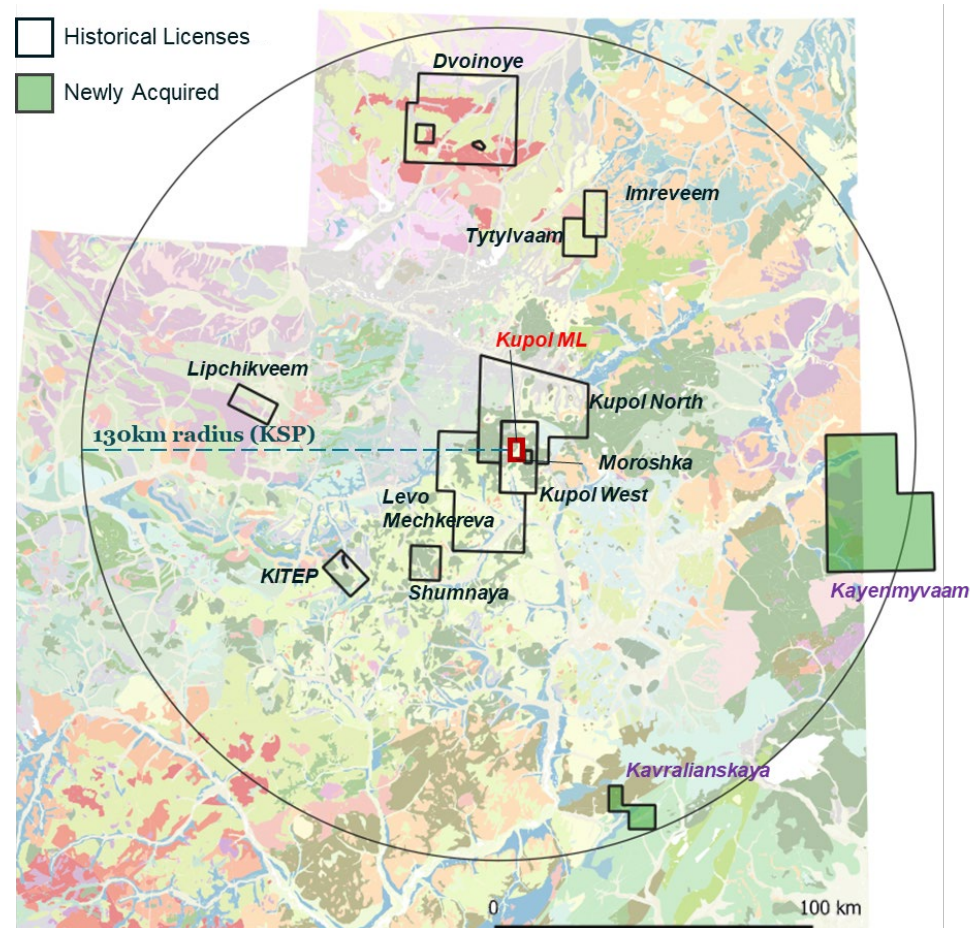 Historical Licenses
Newly Acquired
Dvoinoye
Imreveem
Tytylvaam
Kupol ML
Lipchikveem
Kupol North
130km radius (KSP)
Moroshka
Levo
Mechkereva
Kupol West
KITEP
Shumnaya
Kayenmyvaam
Kavralianskaya
0
100 km